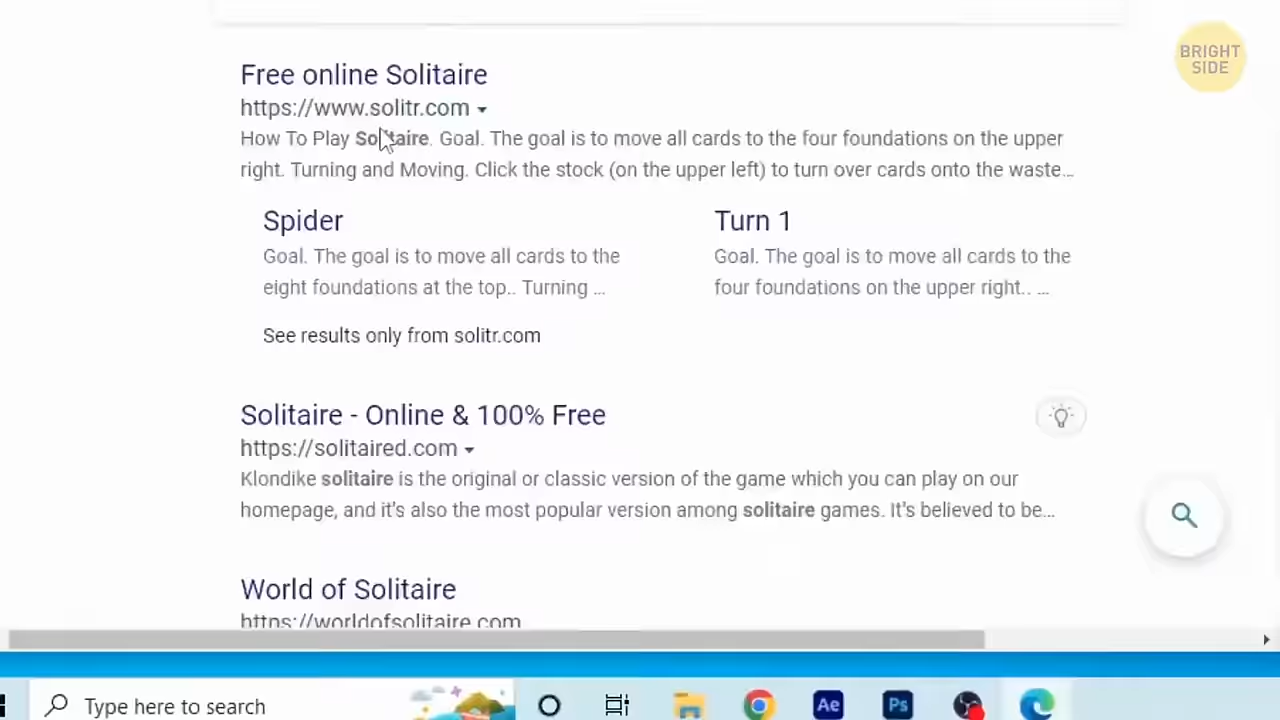 BRIGHT
SIDE
Free online Solitaire
https://www.solitr.com
How To Play Solitaire. Goal. The goal is to move all cards to the four foundations on the upper
right. Turning and Moving. Click the stock (on the upper left) to turn over cards onto the waste…
Spider
Goal. The goal is to move all cards to the
eight foundations at the top.. Turning ...
Turn 1
Goal. The goal is to move all cards to the
four foundations on the upper right.. ...
See results only from solitr.com
Solitaire - Online & 100% Free
https://solitaired.com
Klondike solitaire is the original or classic version of the game which you can play on our
homepage, and it's also the most popular version among solitaire games. It's believed to be…
World of Solitaire
https://worldofsolitaire.com
Type here to search
Ae
Ps